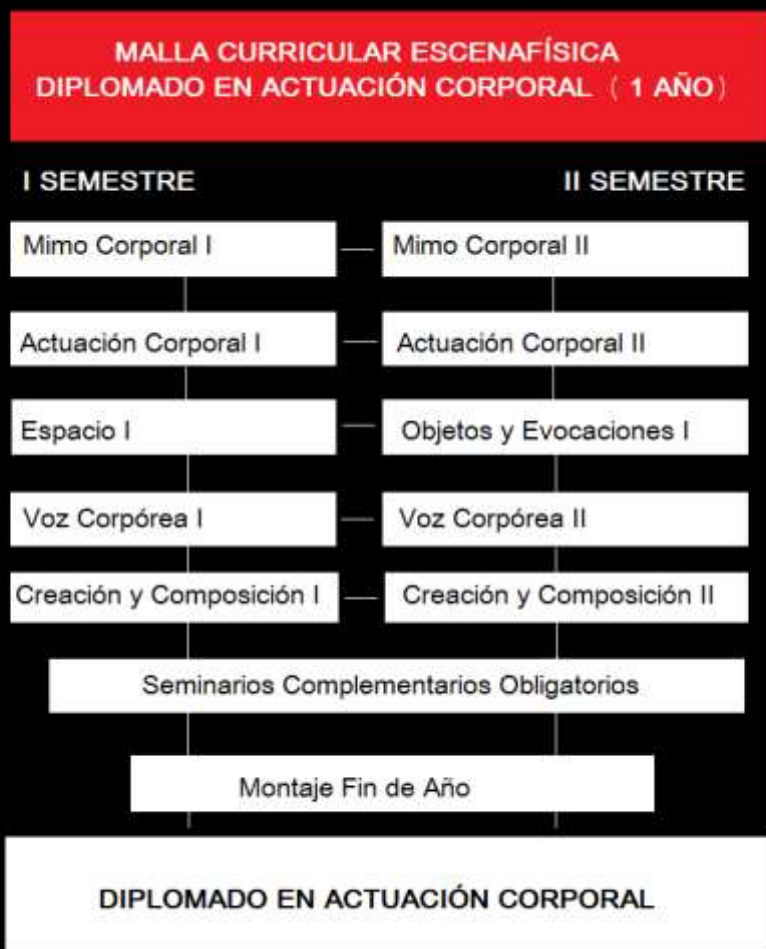 MALLA CURRICULAR ESCENAFÍSICA
DIPLOMADO EN ACTUACIÓN CORPORAL ( 1 AÑO)
I SEMESTRE II SEMESTRE
Mimo Corporal I Mimo Corporal II
Actuación Corporal I Actuación Corporal II
Espacio I Objetos y Evocaciones I
Voz Corpórea I Voz Corpórea II
Creación y Composición I Creación y Composición II
Seminarios Complementarios Obligatorios
Montaje Fin de Año
DIPLOMADO EN ACTUACIÓN CORPORAL